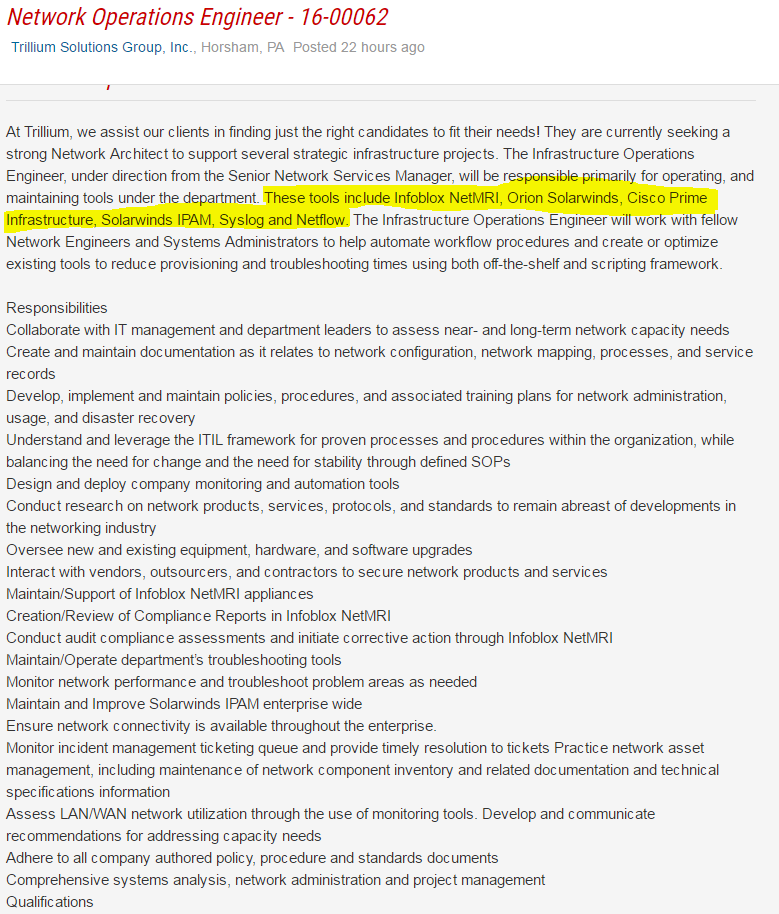 Network Operations Engineer - 16-00062
Trillium Solutions Group, Inc., Horsham, PA Posted 22 hours ago
At Trillium, we assist our clients in finding just the right candidates to fit their needs! They are currently seeking a
strong Network Architect to support several strategic infrastructure projects. The Infrastructure Operations
Engineer, under direction from the Senior Network Services Manager, will be responsible primarily for operating, and
maintaining tools under the department. These tools include Infoblox NetMRI, Orion Solarwinds, Cisco Prime
Infrastructure, Solarwinds IPAM, Syslog and Netflow. The Infrastructure Operations Engineer will work with fellow
Network Engineers and Systems Administrators to help automate workflow procedures and create or optimize
existing tools to reduce provisioning and troubleshooting times using both off-the-shelf and scripting framework.
Responsibilities
Collaborate with IT management and department leaders to assess near- and long-term network capacity needs
Create and maintain documentation as it relates to network configuration, network mapping, processes, and service
records
Develop, implement and maintain policies, procedures, and associated training plans for network administration,
usage, and disaster recovery
Understand and leverage the ITIL framework for proven processes and procedures within the organization, while
balancing the need for change and the need for stability through defined SOPs
Design and deploy company monitoring and automation tools
Conduct research on network products, services, protocols, and standards to remain abreast of developments in
the networking industry
Oversee new and existing equipment, hardware, and software upgrades
Interact with vendors, outsourcers, and contractors to secure network products and services
Maintain/Support of Infoblox NetMRI appliances
Creation/Review of Compliance Reports in Infoblox NetMRI
Conduct audit compliance assessments and initiate corrective action through Infoblox NetMRI
Maintain/Operate department's troubleshooting tools
Monitor network performance and troubleshoot problem areas as needed
Maintain and Improve Solarwinds IPAM enterprise wide
Ensure network connectivity is available throughout the enterprise.
Monitor incident management ticketing queue and provide timely resolution to tickets Practice network asset
management, including maintenance of network component inventory and related documentation and technical
specifications information
Assess LAN/WAN network utilization through the use of monitoring tools. Develop and communicate
recommendations for addressing capacity needs
Adhere to all company authored policy, procedure and standards documents
Comprehensive systems analysis, network administration and project management
Qualifications